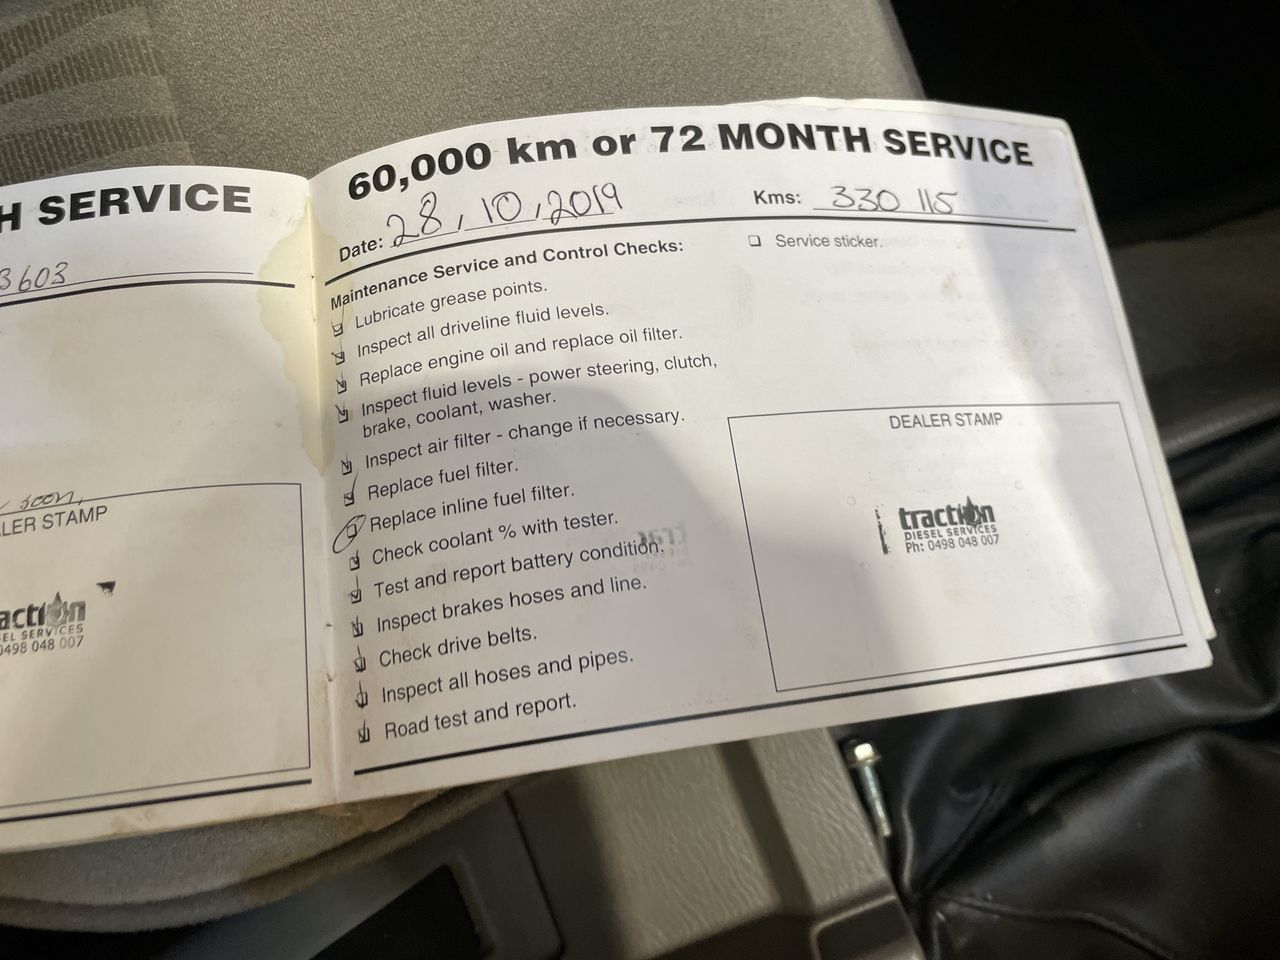 H SERVICE
3603
soon,
LER STAMP
action
EL SERVICES
0498 048 007
60,000 km or 72 MONTH SERVICE
Date: 28, 10, 2019
Kms: 330 115
Maintenance Service and Control Checks:
Lubricate grease points.
Inspect all driveline fluid levels.
Replace engine oil and replace oil filter.
Inspect fluid levels - power steering, clutch,
brake, coolant, washer.
Inspect air filter - change if necessary.
Replace fuel filter.
Replace inline fuel filter.
Check coolant % with tester.
Test and report battery condition.
Inspect brakes hoses and line.
Check drive belts.
Inspect all hoses and pipes.
Road test and report.
Service sticker.
DEALER STAMP
traction
DIESEL SERVICES
Ph: 0498 048 007